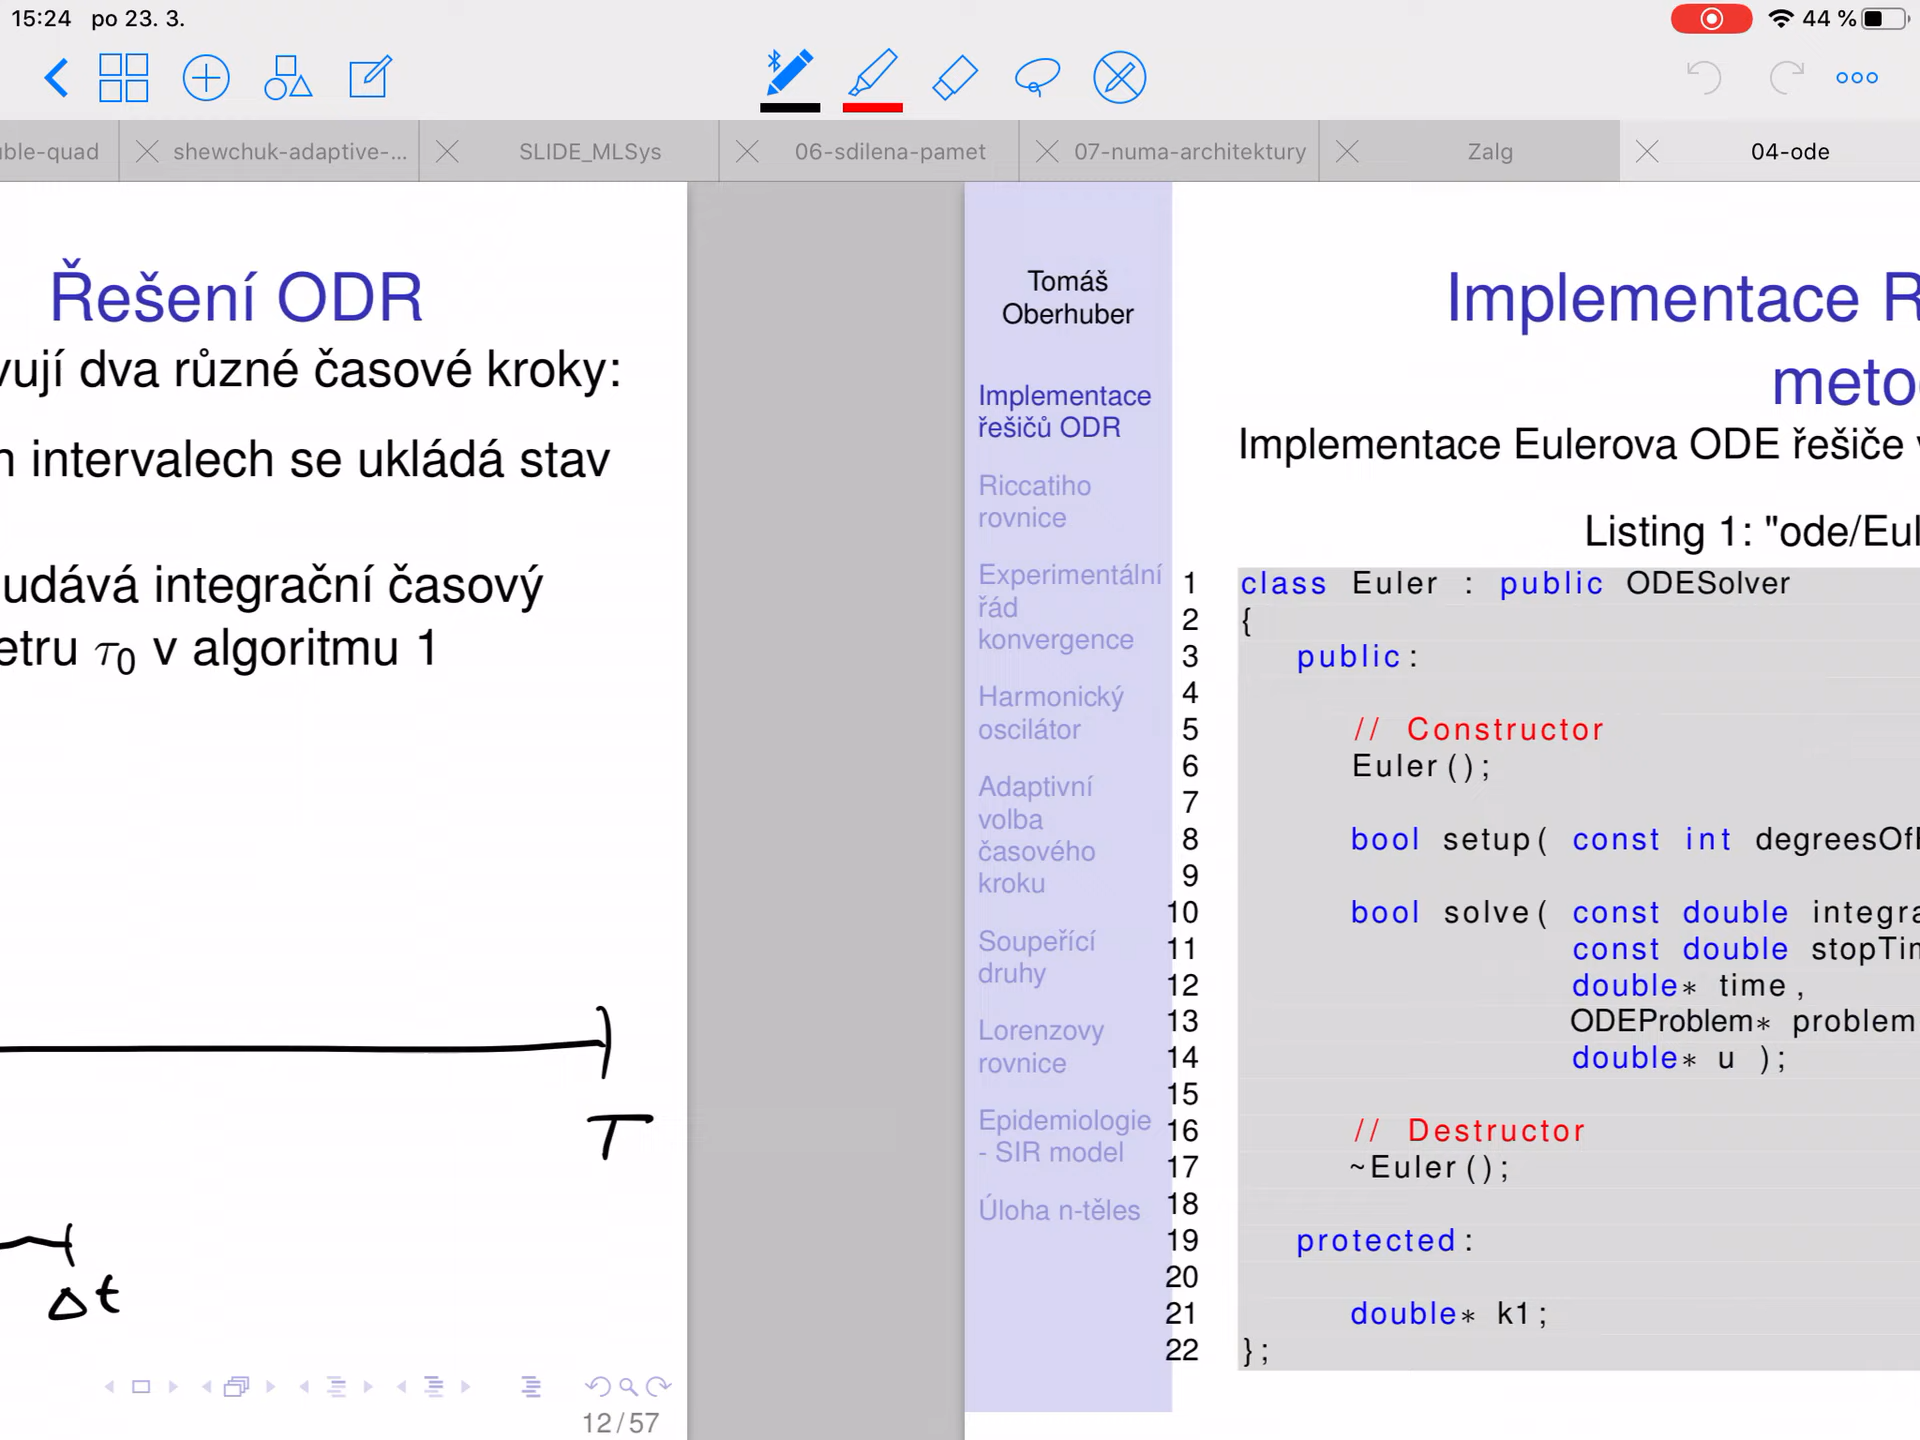 15:24 po 23. 3.
44 %
ble-quad
shewchuk-adaptive-...
SLIDE_MLSys
06-sdilena-pamet
07-numa-architektury
Zalg
04-ode
Řešení ODR
vují dva různé časové kroky:
h intervalech se ukládá stav
udává integrační časový
etru τ0 v algoritmu 1
T
Δt
12/57
Tomáš
Oberhuber
Implementace
řešičů ODR
Riccatiho
rovnice
Experimentální
řád
konvergence
Harmonický
oscilátor
Adaptivní
volba
časového
kroku
Soupeřící
druhy
Lorenzovy
rovnice
Epidemiologie
- SIR model
Úloha n-těles
Implementace R
meto
Implementace Eulerova ODE řešiče v
Listing 1: "ode/Eul
1 class Euler : public ODESolver
2 {
3 public:
4
5 // Constructor
6 Euler();
7
8 bool setup( const int degreesOf
9
10 bool solve( const double integra
11 const double stopTim
12 double* time,
13 ODEProblem* problem
14 double* u );
15
16 // Destructor
17 ~Euler();
18
19 protected:
20
21 double* k1;
22 };